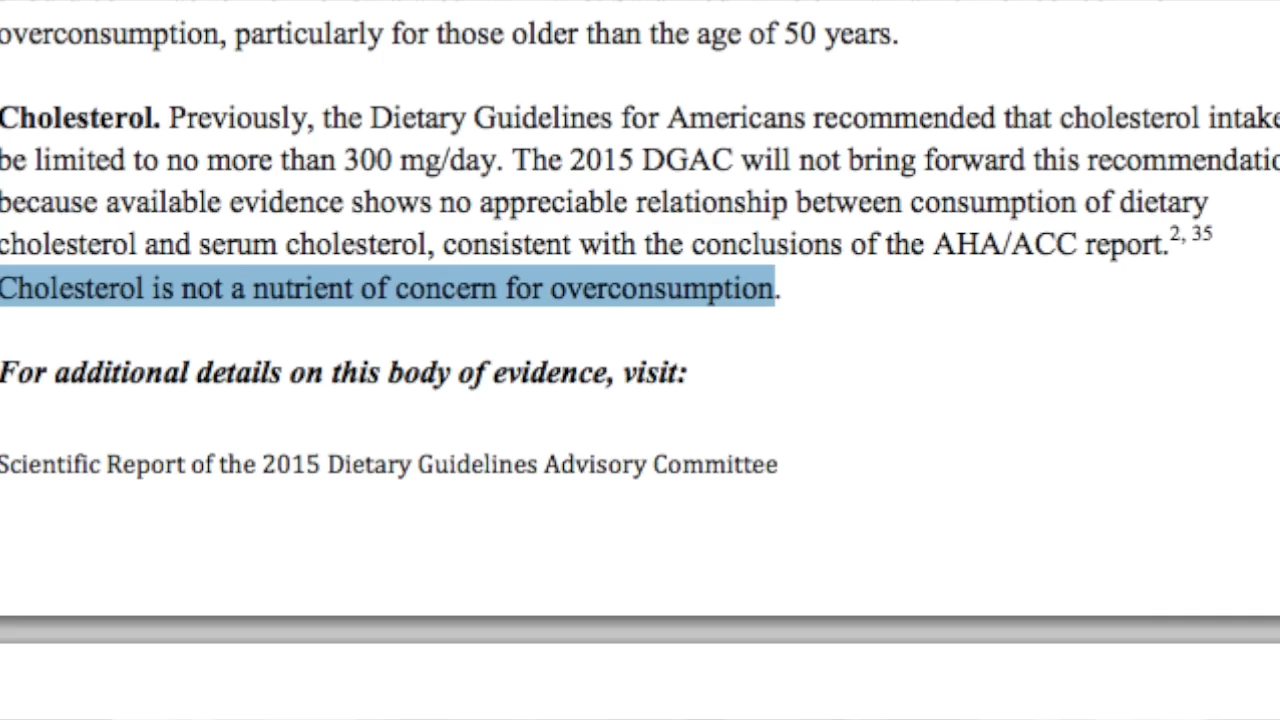 overconsumption, particularly for those older than the age of 50 years.
Cholesterol. Previously, the Dietary Guidelines for Americans recommended that cholesterol intake
be limited to no more than 300 mg/day. The 2015 DGAC will not bring forward this recommendatio
because available evidence shows no appreciable relationship between consumption of dietary
cholesterol and serum cholesterol, consistent with the conclusions of the AHA/ACC report.2, 35
Cholesterol is not a nutrient of concern for overconsumption.
For additional details on this body of evidence, visit:
Scientific Report of the 2015 Dietary Guidelines Advisory Committee